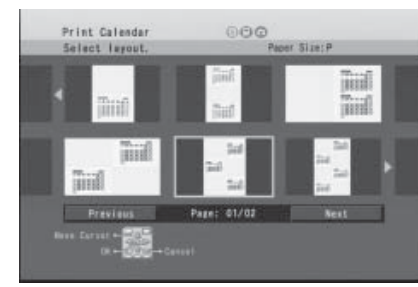 Print Calendar
Select layout.
Paper Size:P
Previous
Page: 01/02
Next
Move Cursor
OK
Cancel